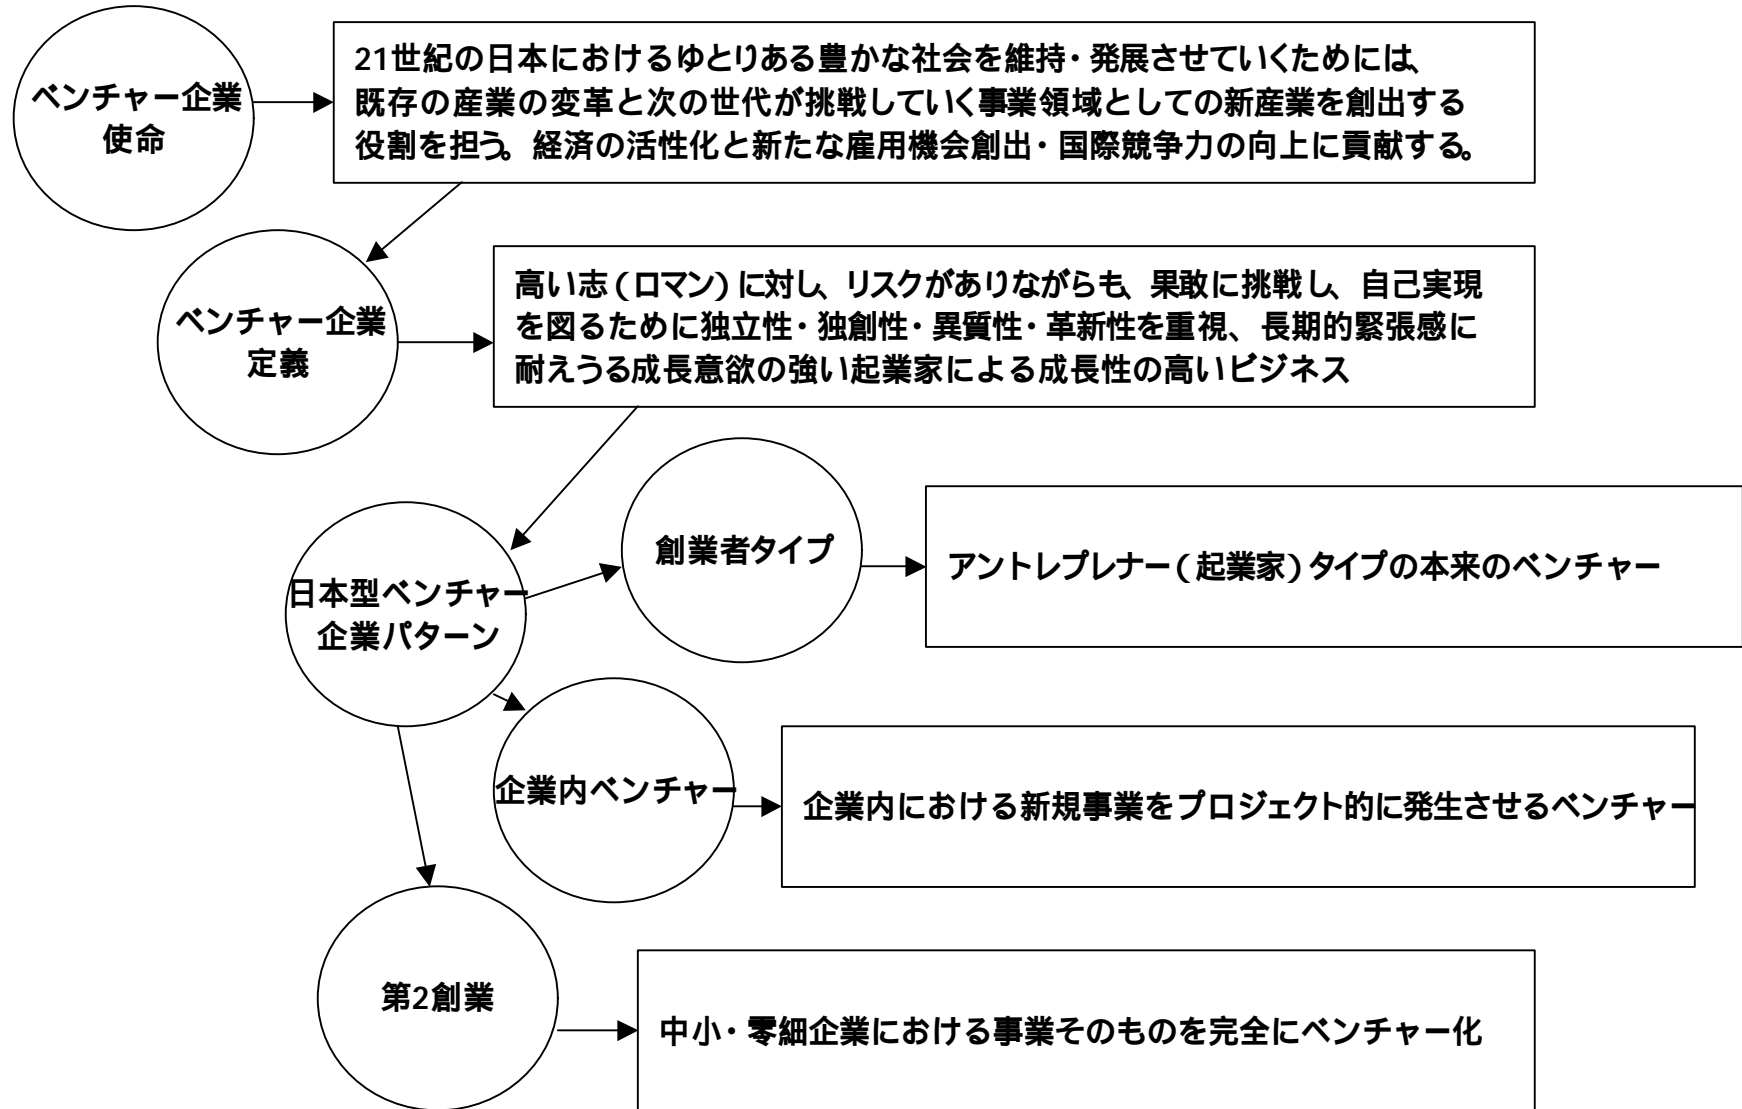 ベンチャー企業
使命
21世紀の日本におけるゆとりある豊かな社会を維持・発展させていくためには、
既存の産業の変革と次の世代が挑戦していく事業領域としての新産業を創出する
役割を担う。経済の活性化と新たな雇用機会創出・国際競争力の向上に貢献する。
ベンチャー企業
定義
高い志(ロマン)に対し、リスクがありながらも、果敢に挑戦し、自己実現
を図るために独立性・独創性・異質性・革新性を重視、長期的緊張感に
耐えうる成長意欲の強い起業家による成長性の高いビジネス
日本型ベンチャー
企業パターン
創業者タイプ
アントレプレナー(起業家)タイプの本来のベンチャー
企業内ベンチャー
企業内における新規事業をプロジェクト的に発生させるベンチャー
第2創業
中小・零細企業における事業そのものを完全にベンチャー化